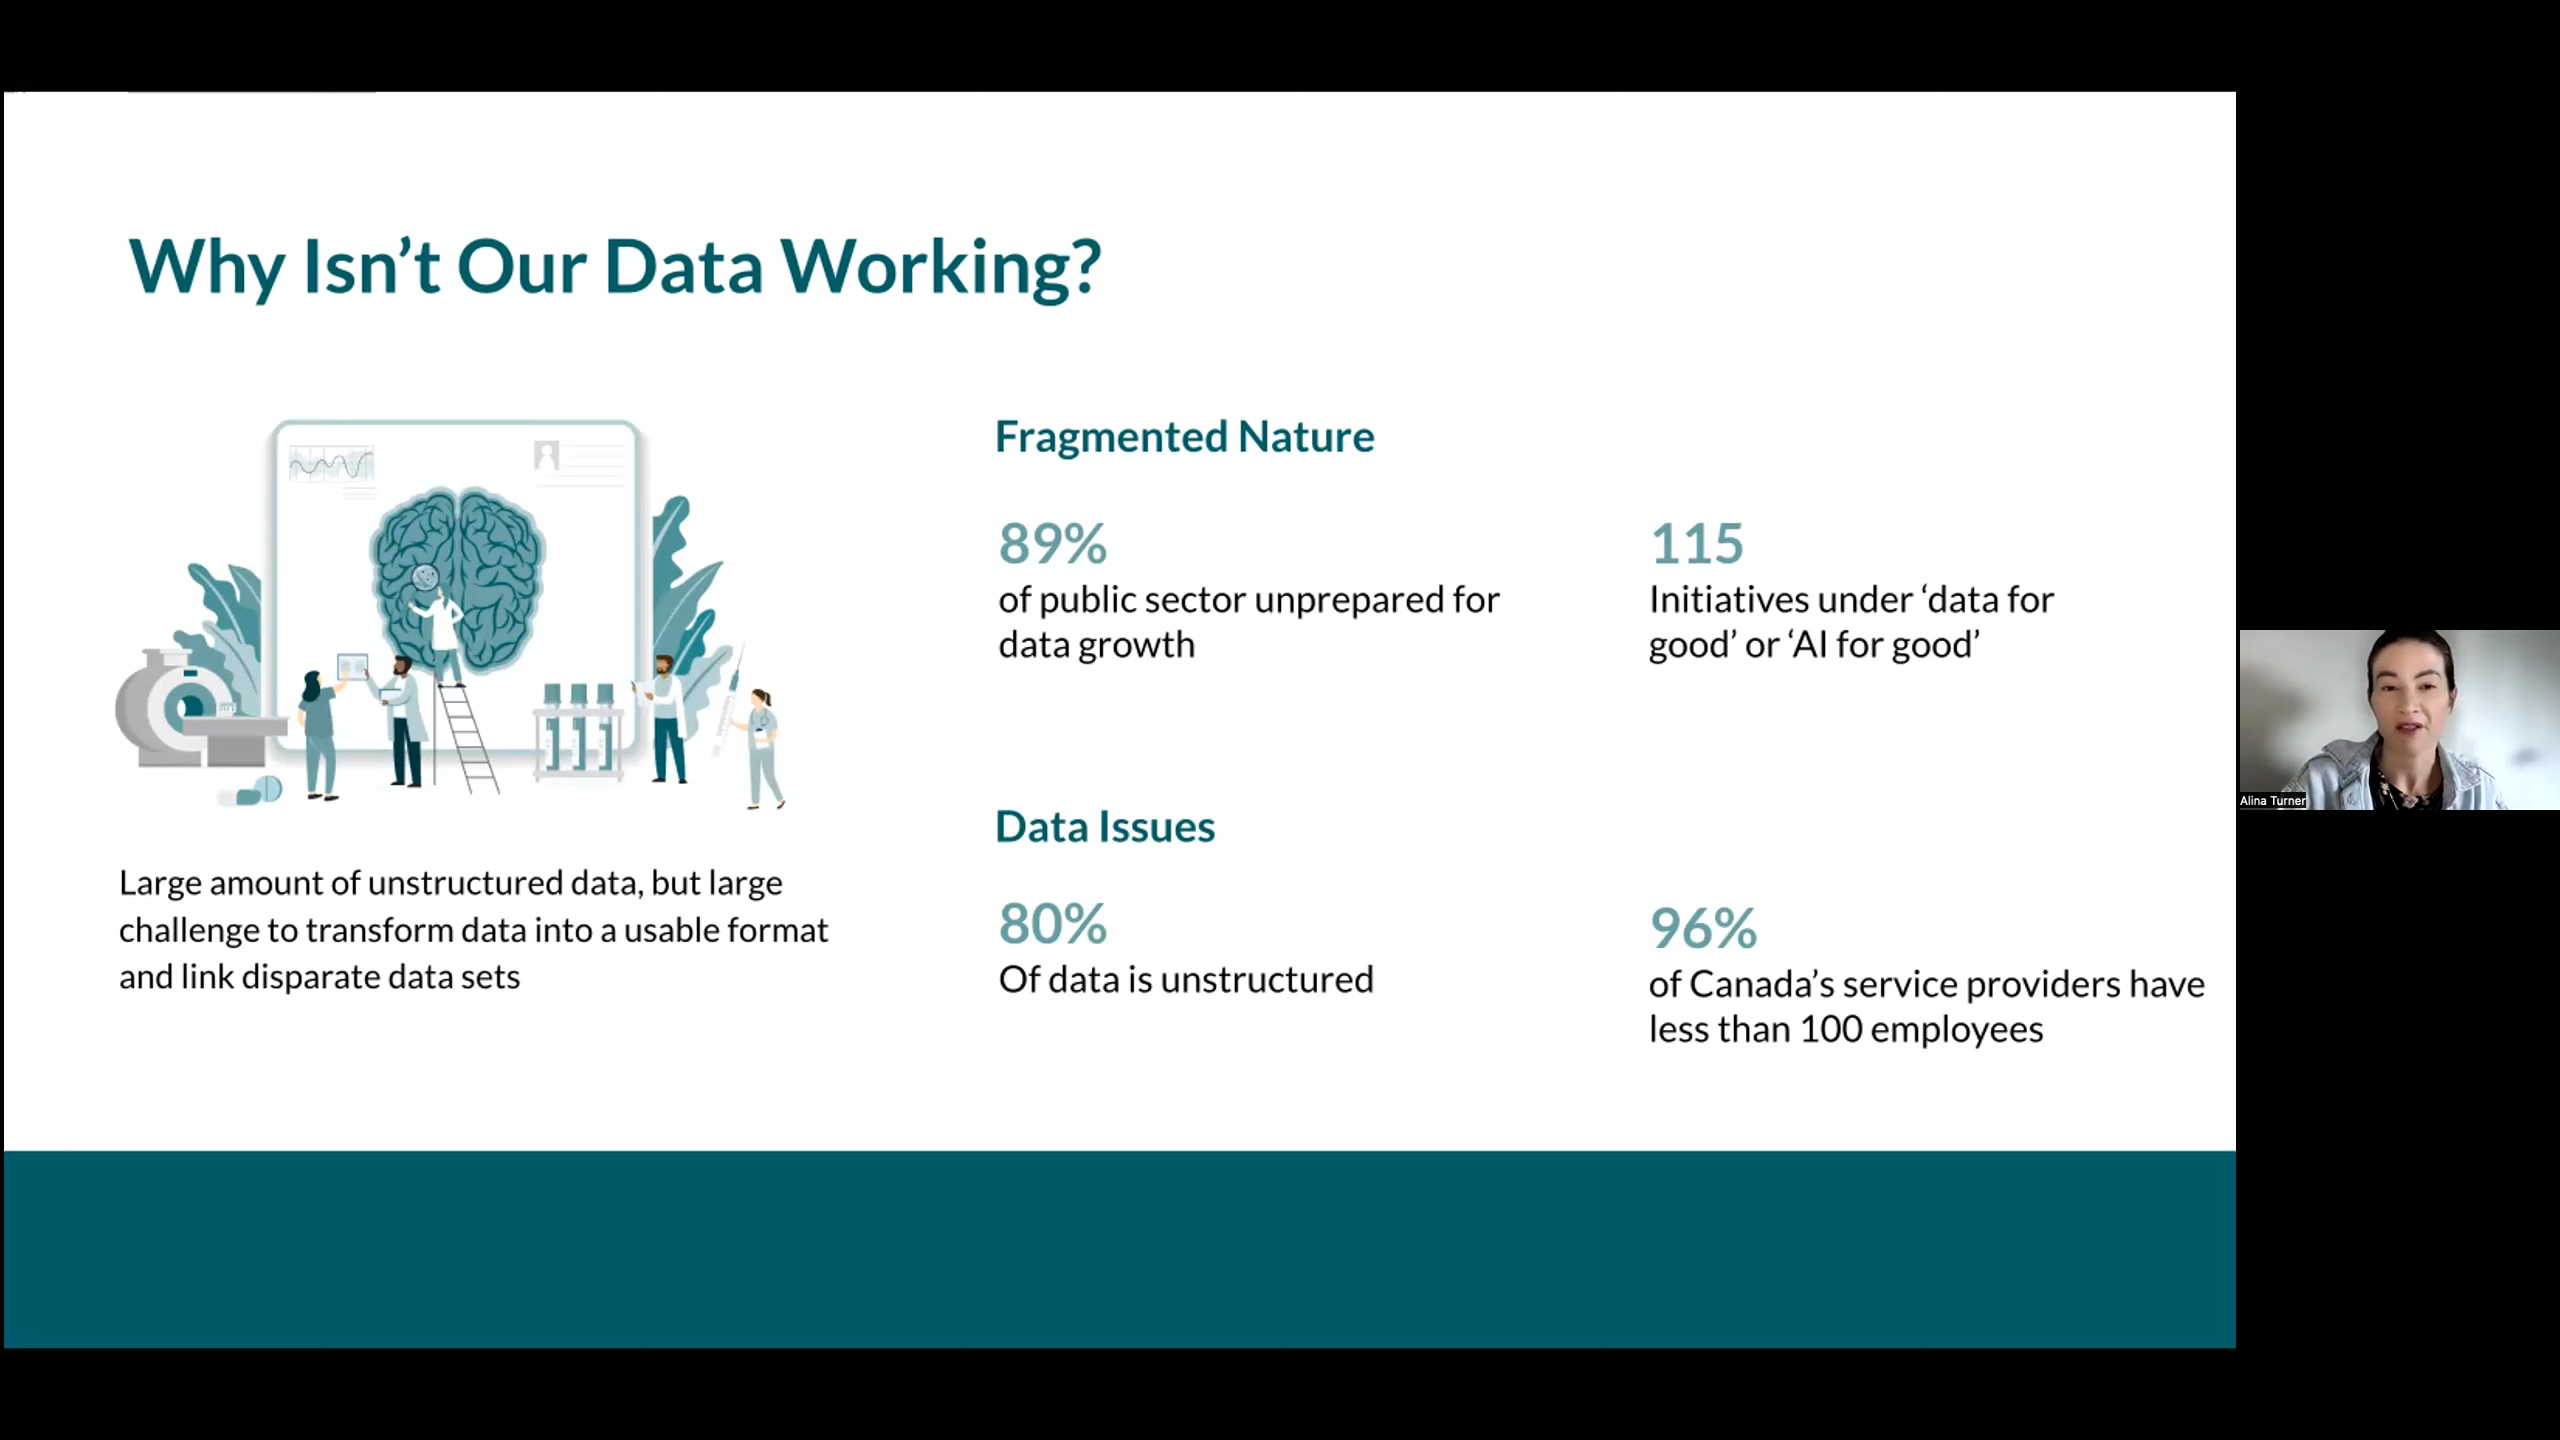 Why Isn’t Our Data Working?
Large amount of unstructured data, but large
challenge to transform data into a usable format
and link disparate data sets
Fragmented Nature
89%
of public sector unprepared for
data growth
115
Initiatives under ‘data for
good’ or ‘AI for good’
Data Issues
80%
Of data is unstructured
96%
of Canada’s service providers have
less than 100 employees
Alina Turner